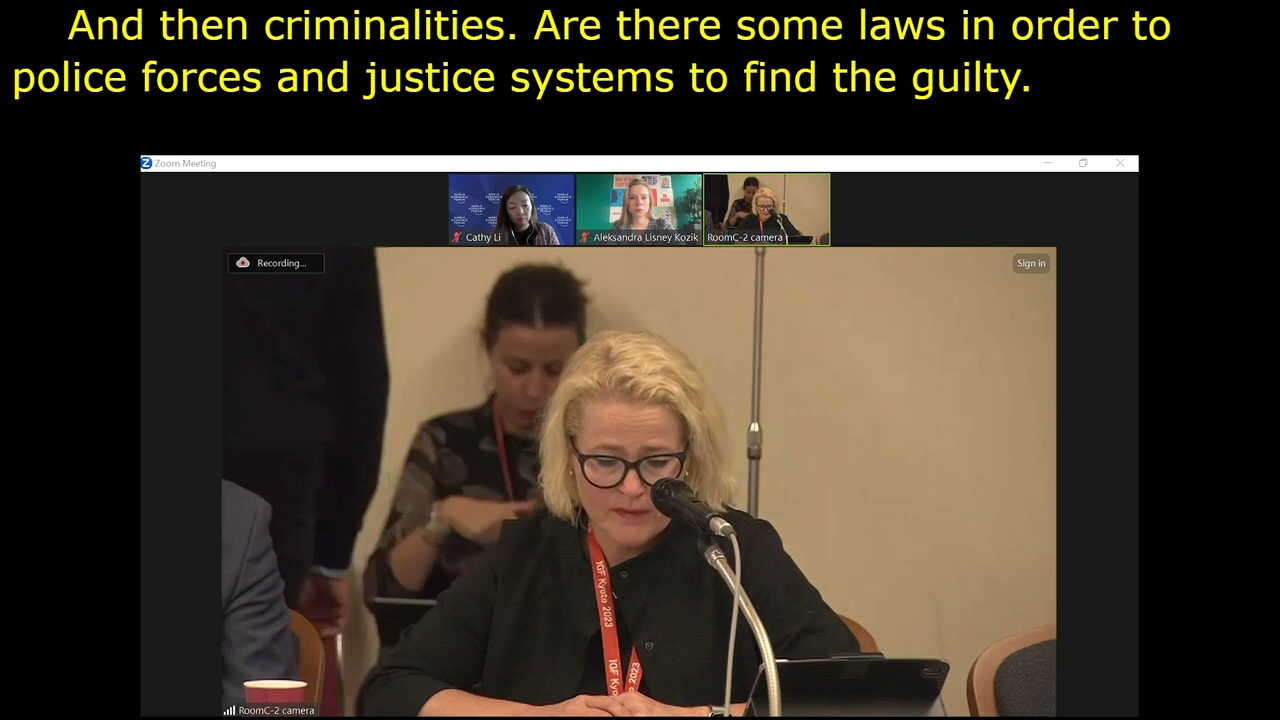 And then criminalities. Are there some laws in order to
police forces and justice systems to find the guilty.
Zoom Meeting
Cathy Li
Aleksandra Lisney Kozik
RoomC-2 camera
Recording...
Sign in
IGF Kyoto 2023
IGF Kyo
o 2023
RoomC-2 camera